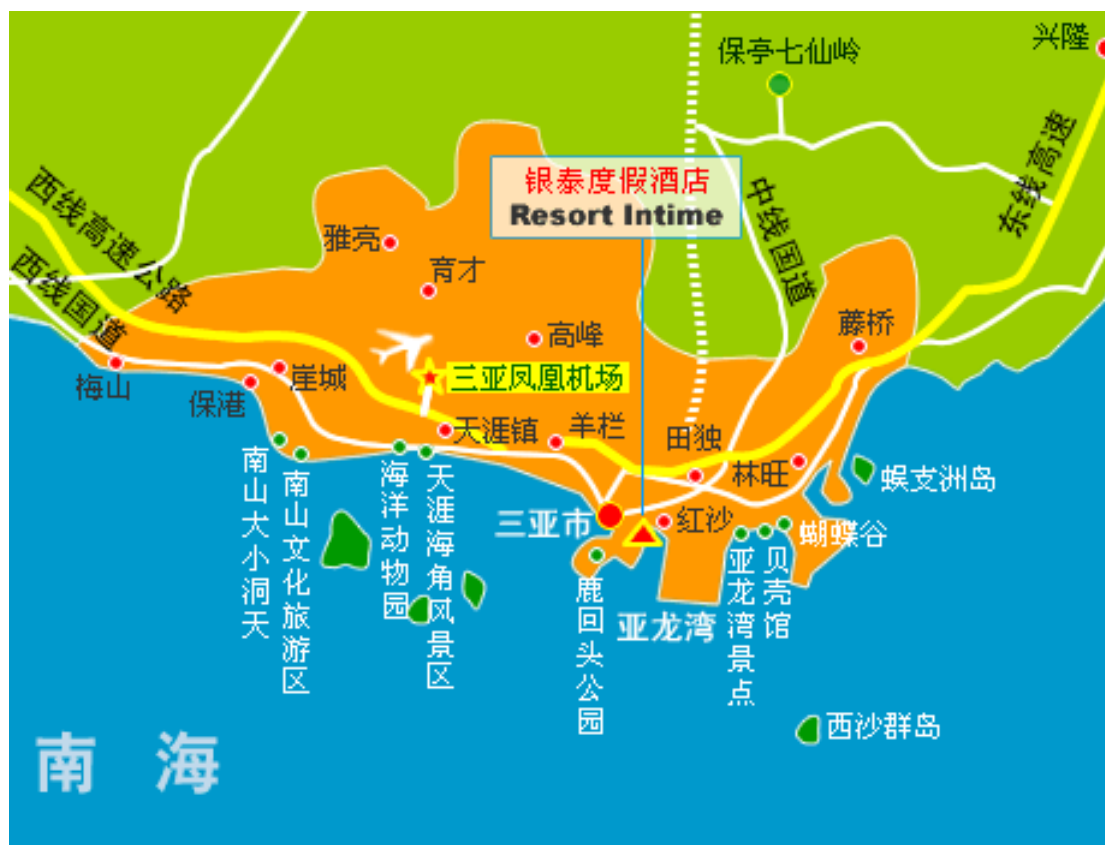 兴隆
保亭七仙岭
东线高速
西线高速公路
银泰度假酒店
Resort Intime
中线国道
雅亮
育才
西线国道
高峰
藤桥
三亚凤凰机场
崖城
梅山
保港
天涯镇
羊栏
田独
林旺
蜈支洲岛
南山大小洞天
南山文化旅游区
海洋动物园
天涯海角风景区
三亚市
红沙
蝴蝶谷
鹿回头公园
亚龙湾
亚龙湾景点
贝壳馆
西沙群岛
南海